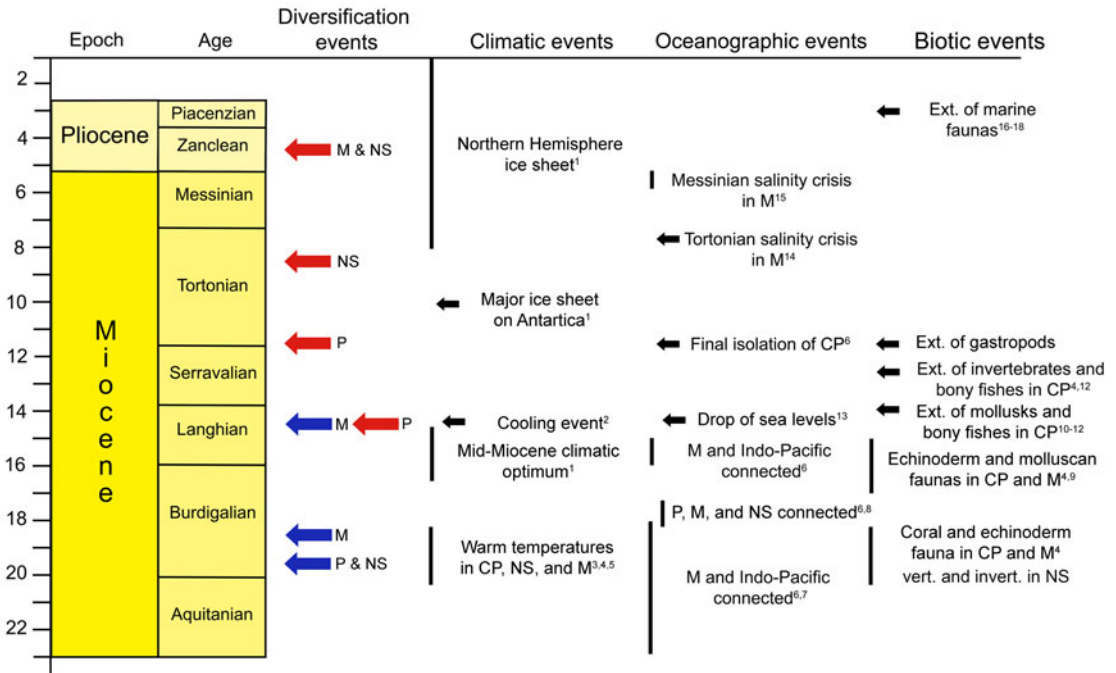 Epoch
Age
Diversification
events
Climatic events
Oceanographic events
Biotic events
2
4
6
8
10
12
14
16
18
20
22
Pliocene
Miocene
Piacenzian
Zanclean
Messinian
Tortonian
Serravalian
Langhian
Burdigalian
Aquitanian
M & NS
NS
P
M
P
M
P & NS
Northern Hemisphere
ice sheet¹
Major ice sheet
on Antartica¹
Cooling event²
Mid-Miocene climatic
optimum¹
Warm temperatures
in CP, NS, and M³,⁴,⁵
Messinian salinity crisis
in M¹⁵
Tortonian salinity crisis
in M¹⁴
Final isolation of CP⁶
Drop of sea levels¹³
M and Indo-Pacific
connected⁶
P, M, and NS connected⁶,⁸
M and Indo-Pacific
connected⁶,⁷
Ext. of marine
faunas¹⁶-¹⁸
Ext. of gastropods
Ext. of invertebrates and
bony fishes in CP⁴,¹²
Ext. of mollusks and
bony fishes in CP¹⁰-¹²
Echinoderm and molluscan
faunas in CP and M⁴,⁹
Coral and echinoderm
fauna in CP and M⁴
vert. and invert. in NS